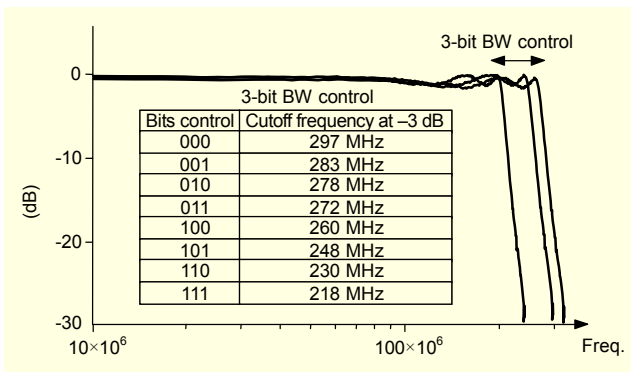 3-bit BW control
0
3-bit BW control
Bits control Cutoff frequency at –3 dB
000 297 MHz
001 283 MHz
010 278 MHz
011 272 MHz
100 260 MHz
101 248 MHz
110 230 MHz
111 218 MHz
-10
(dB)
-20
-30
10×10⁶ 100×10⁶ Freq.